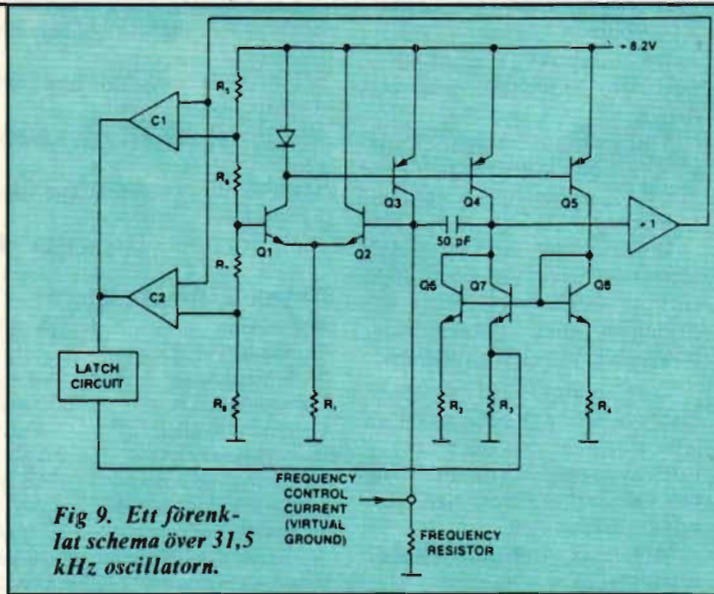 C1
R5
+ 8.2V
R6
Q3
Q4
Q5
50 pF
+ 1
Q1
Q2
C2
R7
Q6
Q7
Q8
LATCH
CIRCUIT
R8
R1
R2
R3
R4
FREQUENCY
CONTROL
CURRENT
(VIRTUAL
GROUND)
FREQUENCY
RESISTOR
Fig 9. Ett förenk-
lat schema över 31,5
kHz oscillatorn.